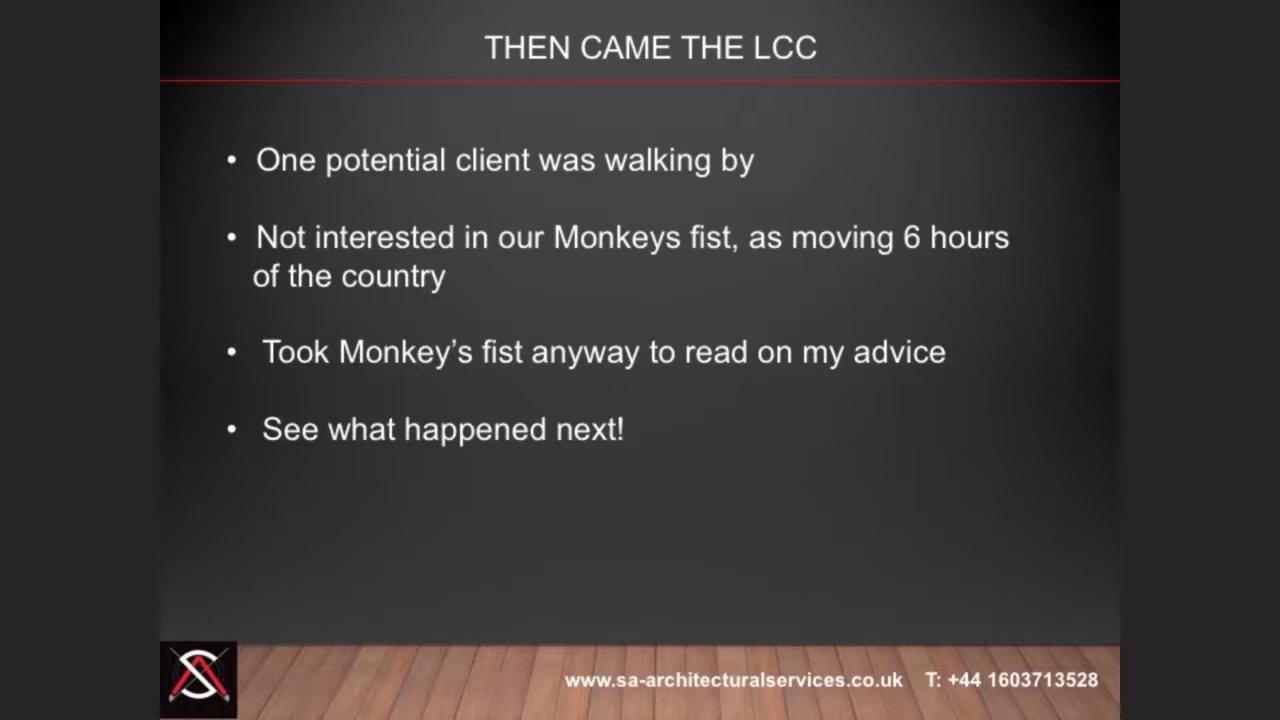 THEN CAME THE LCC
• One potential client was walking by
• Not interested in our Monkeys fist, as moving 6 hours
of the country
• Took Monkey’s fist anyway to read on my advice
• See what happened next!
SA
www.sa-architecturalservices.co.uk T: +44 1603713528